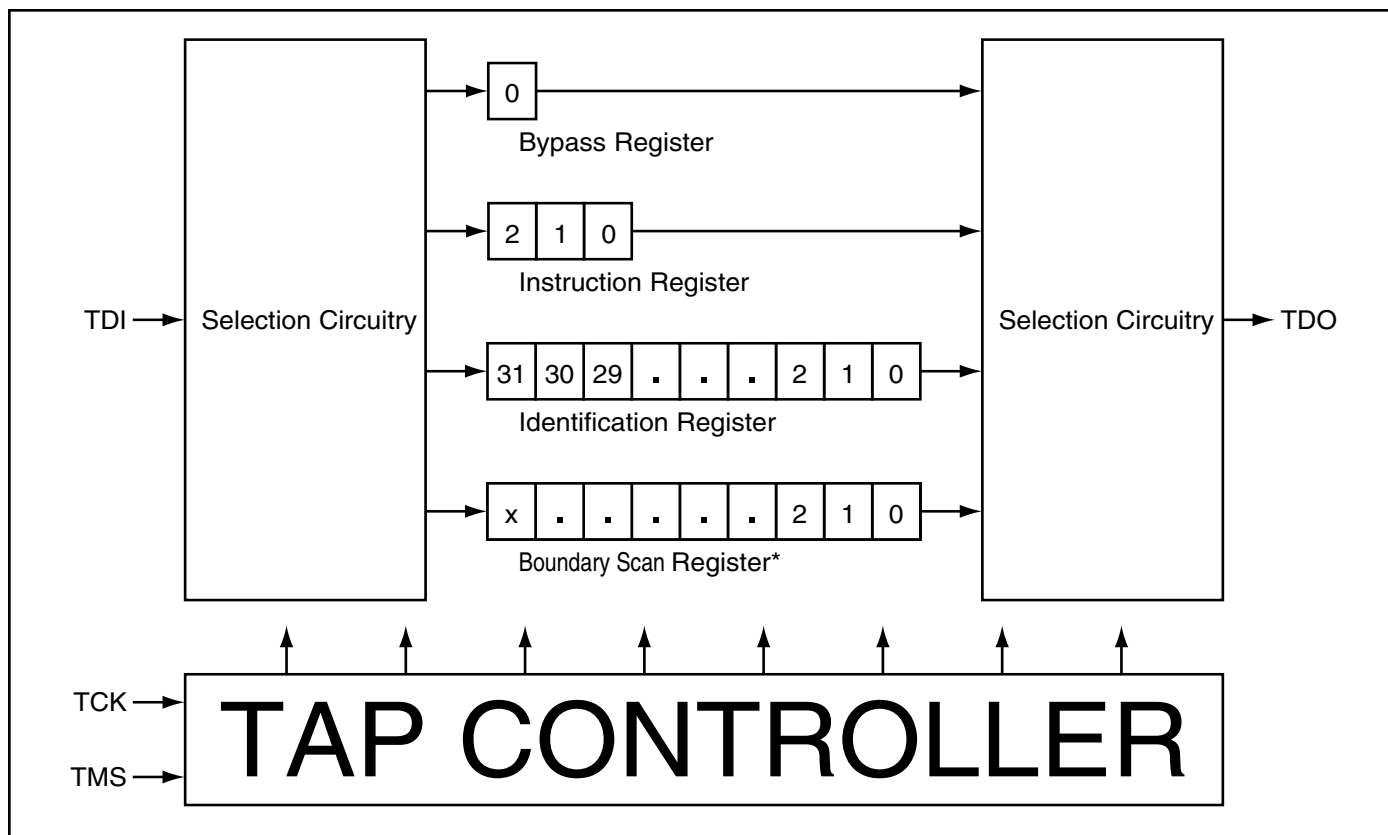 0
Bypass Register
2 1 0
Instruction Register
TDI
Selection Circuitry
Selection Circuitry
TDO
31 30 29 . . . 2 1 0
Identification Register
x . . . . . 2 1 0
Boundary Scan Register*
TCK
TMS
TAP CONTROLLER